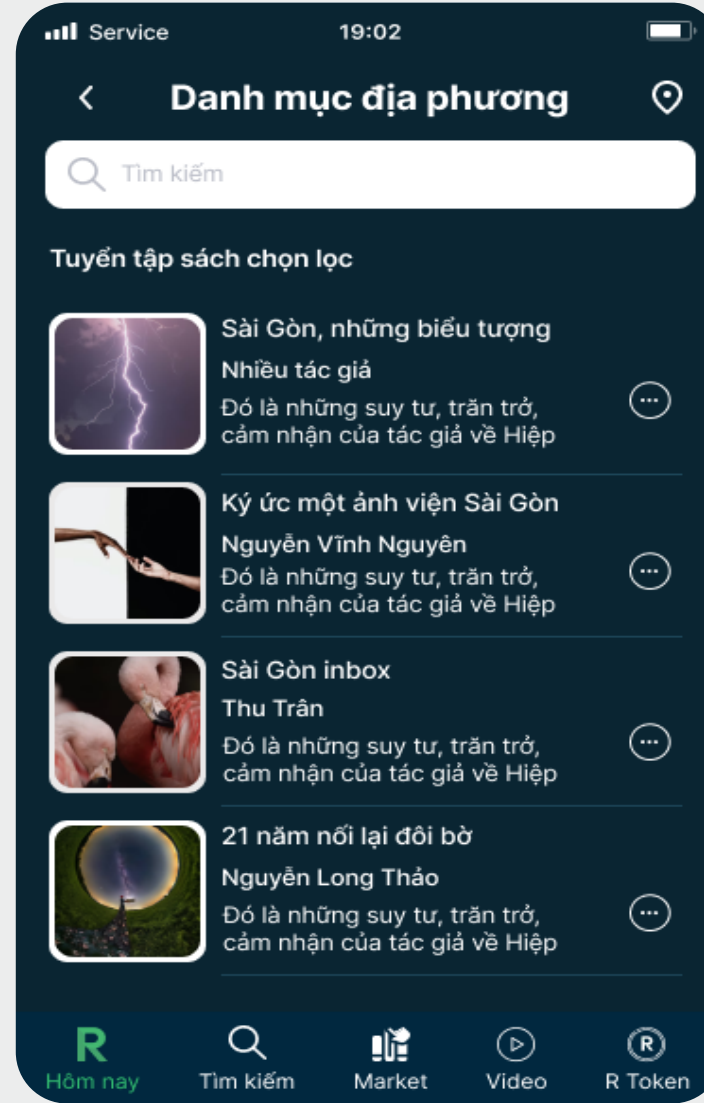 Service
19:02
Danh mục địa phương
Tìm kiếm
Tuyển tập sách chọn lọc
Sài Gòn, những biểu tượng
Nhiều tác giả
Đó là những suy tư, trăn trở,
cảm nhận của tác giả về Hiệp
Ký ức một ảnh viện Sài Gòn
Nguyễn Vĩnh Nguyên
Đó là những suy tư, trăn trở,
cảm nhận của tác giả về Hiệp
Sài Gòn inbox
Thu Trân
Đó là những suy tư, trăn trở,
cảm nhận của tác giả về Hiệp
21 năm nối lại đôi bờ
Nguyễn Long Thảo
Đó là những suy tư, trăn trở,
cảm nhận của tác giả về Hiệp
R
R
Hôm nay
Tìm kiếm
Market
Video
R Token